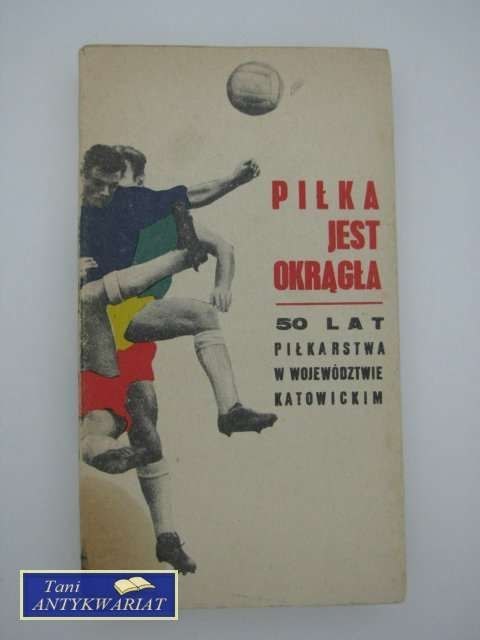 PIŁKA
JEST
OKRĄGŁA
50 LAT
PIŁKARSTWA
W WOJEWÓDZTWIE
KATOWICKIM
Tani
ANTYKWARIAT